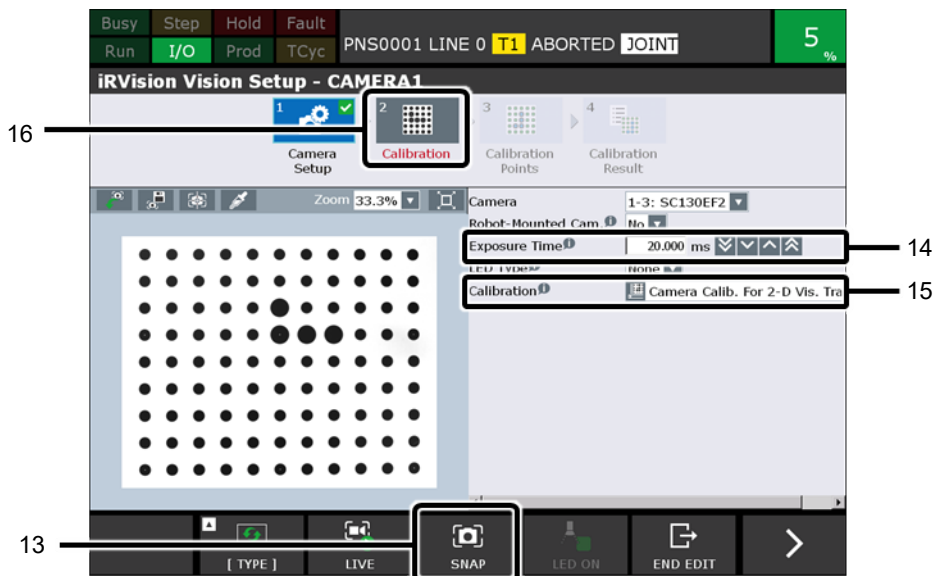 Busy Step Hold Fault
Run I/O Prod TCyc
PNS0001 LINE 0 T1 ABORTED JOINT
5 %
iRVision Vision Setup - CAMERA1
1 2 3 4
Camera Setup
Calibration
Calibration Points
Calibration Result
16
Zoom 33.3%
Camera 1-3: SC130EF2
Robot-Mounted Cam. No
Exposure Time 20.000 ms
14
LED Type None
Calibration Camera Calib. For 2-D Vis. Tra
15
13
[ TYPE ] LIVE SNAP LED ON END EDIT >